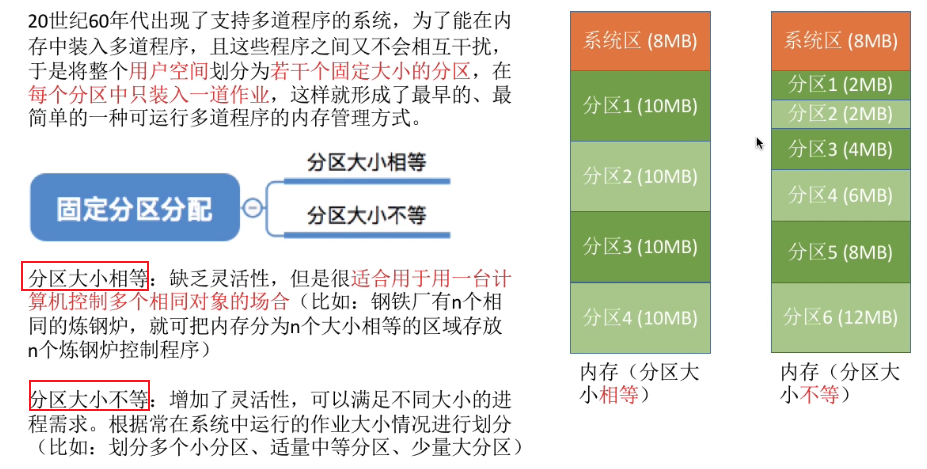 20世纪60年代出现了支持多道程序的系统，为了能在内
存中装入多道程序，且这些程序之间又不会相互干扰，
于是将整个用户空间划分为若干个固定大小的分区，在
每个分区中只装入一道作业，这样就形成了最早的、最
简单的一种可运行多道程序的内存管理方式。
固定分区分配
分区大小相等
分区大小不等
分区大小相等：缺乏灵活性，但是很适合用于用一台计
算机控制多个相同对象的场合（比如：钢铁厂有n个相
同的炼钢炉，就可把内存分为n个大小相等的区域存放
n个炼钢炉控制程序）
分区大小不等：增加了灵活性，可以满足不同大小的进
程需求。根据常在系统中运行的作业大小情况进行划分
（比如：划分多个小分区、适量中等分区、少量大分区）
系统区 (8MB)
分区1 (10MB)
分区2 (10MB)
分区3 (10MB)
分区4 (10MB)
内存（分区大
小相等）
系统区 (8MB)
分区1 (2MB)
分区2 (2MB)
分区3 (4MB)
分区4 (6MB)
分区5 (8MB)
分区6 (12MB)
内存（分区大
小不等）